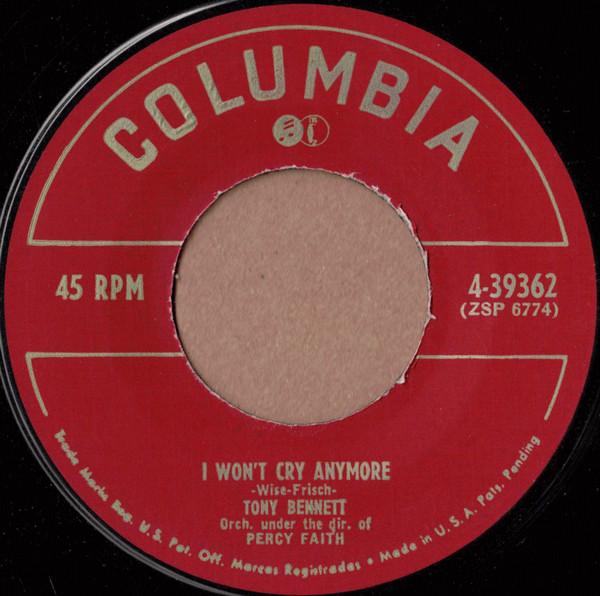 COLUMBIA
45 RPM
4-39362
(ZSP 6774)
I WON'T CRY ANYMORE
-Wise-Frisch-
TONY BENNETT
Orch. under the dir. of
PERCY FAITH
Trade Marks Reg. U.S. Pat. Off. Marcas Registradas • Made in U.S.A. Pats. Pending